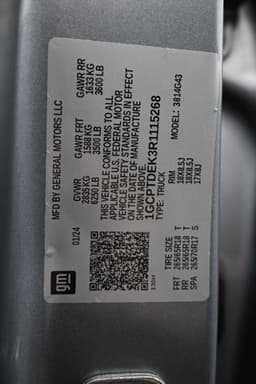 MFD BY GENERAL MOTORS LLC
01/24
GVWR
2835 KG
6250 LB
GAWR FRT
1588 KG
3500 LB
GAWR RR
1633 KG
3600 LB
THIS VEHICLE CONFORMS TO ALL
APPLICABLE U.S. FEDERAL MOTOR
VEHICLE SAFETY STANDARDS IN EFFECT
ON THE DATE OF MANUFACTURE
SHOWN ABOVE.
1GCPTDEK3R1115268
TYPE: TRUCK
MODEL: 3814G43
TIRE SIZE
RIM
FRT 265/65R18 T 18X8.5J
RR 265/65R18 T 18X8.5J
SPA 265/70R17 S 17X8J
gm